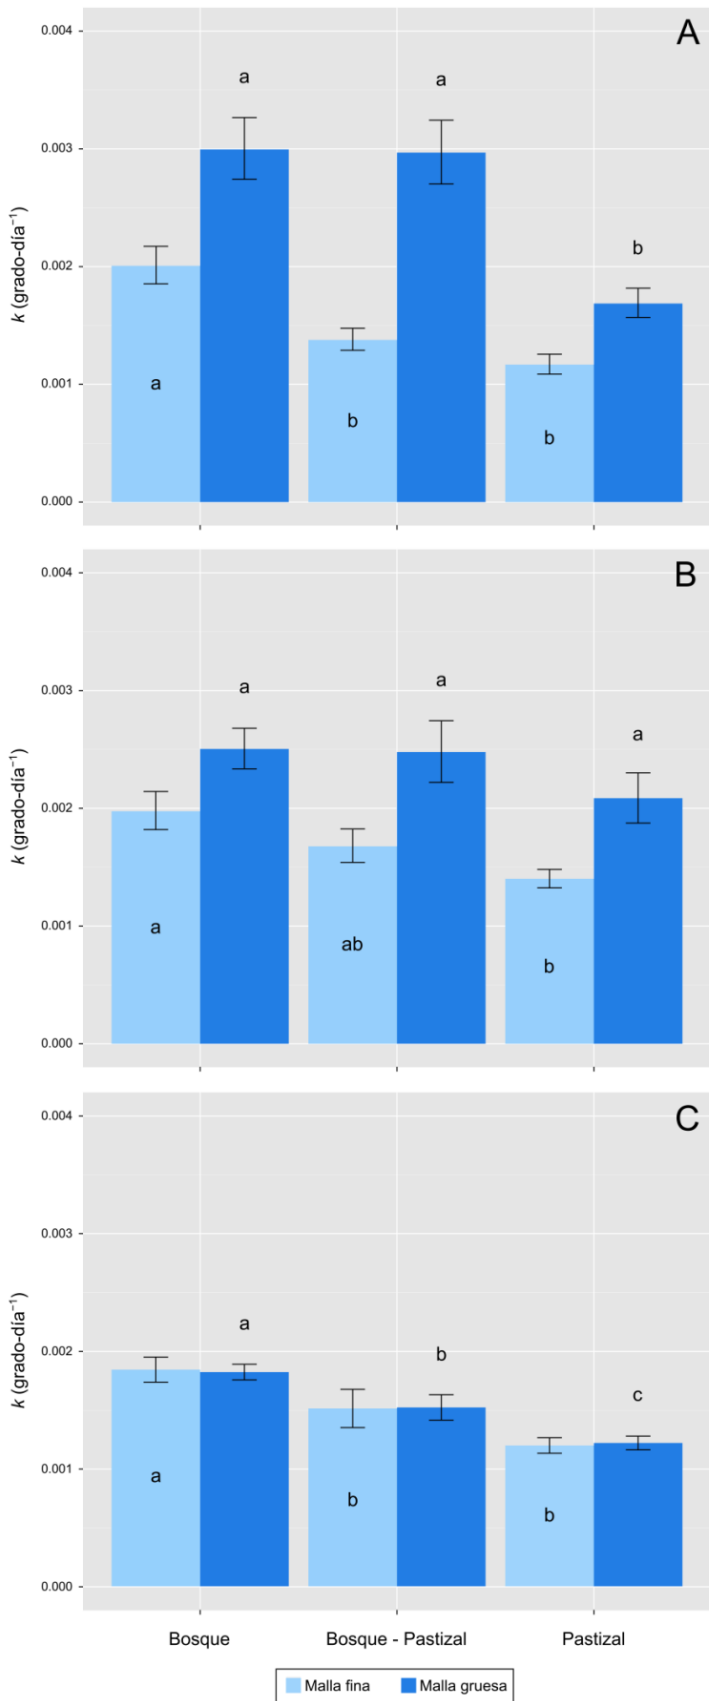 A
0.004
0.003
0.002
0.001
0.000
k (grado-día⁻¹)
a
a
b
a
b
b
B
0.004
0.003
0.002
0.001
0.000
k (grado-día⁻¹)
a
a
a
a
ab
b
C
0.004
0.003
0.002
0.001
0.000
k (grado-día⁻¹)
a
b
c
a
b
b
Bosque
Bosque - Pastizal
Pastizal
Malla fina
Malla gruesa